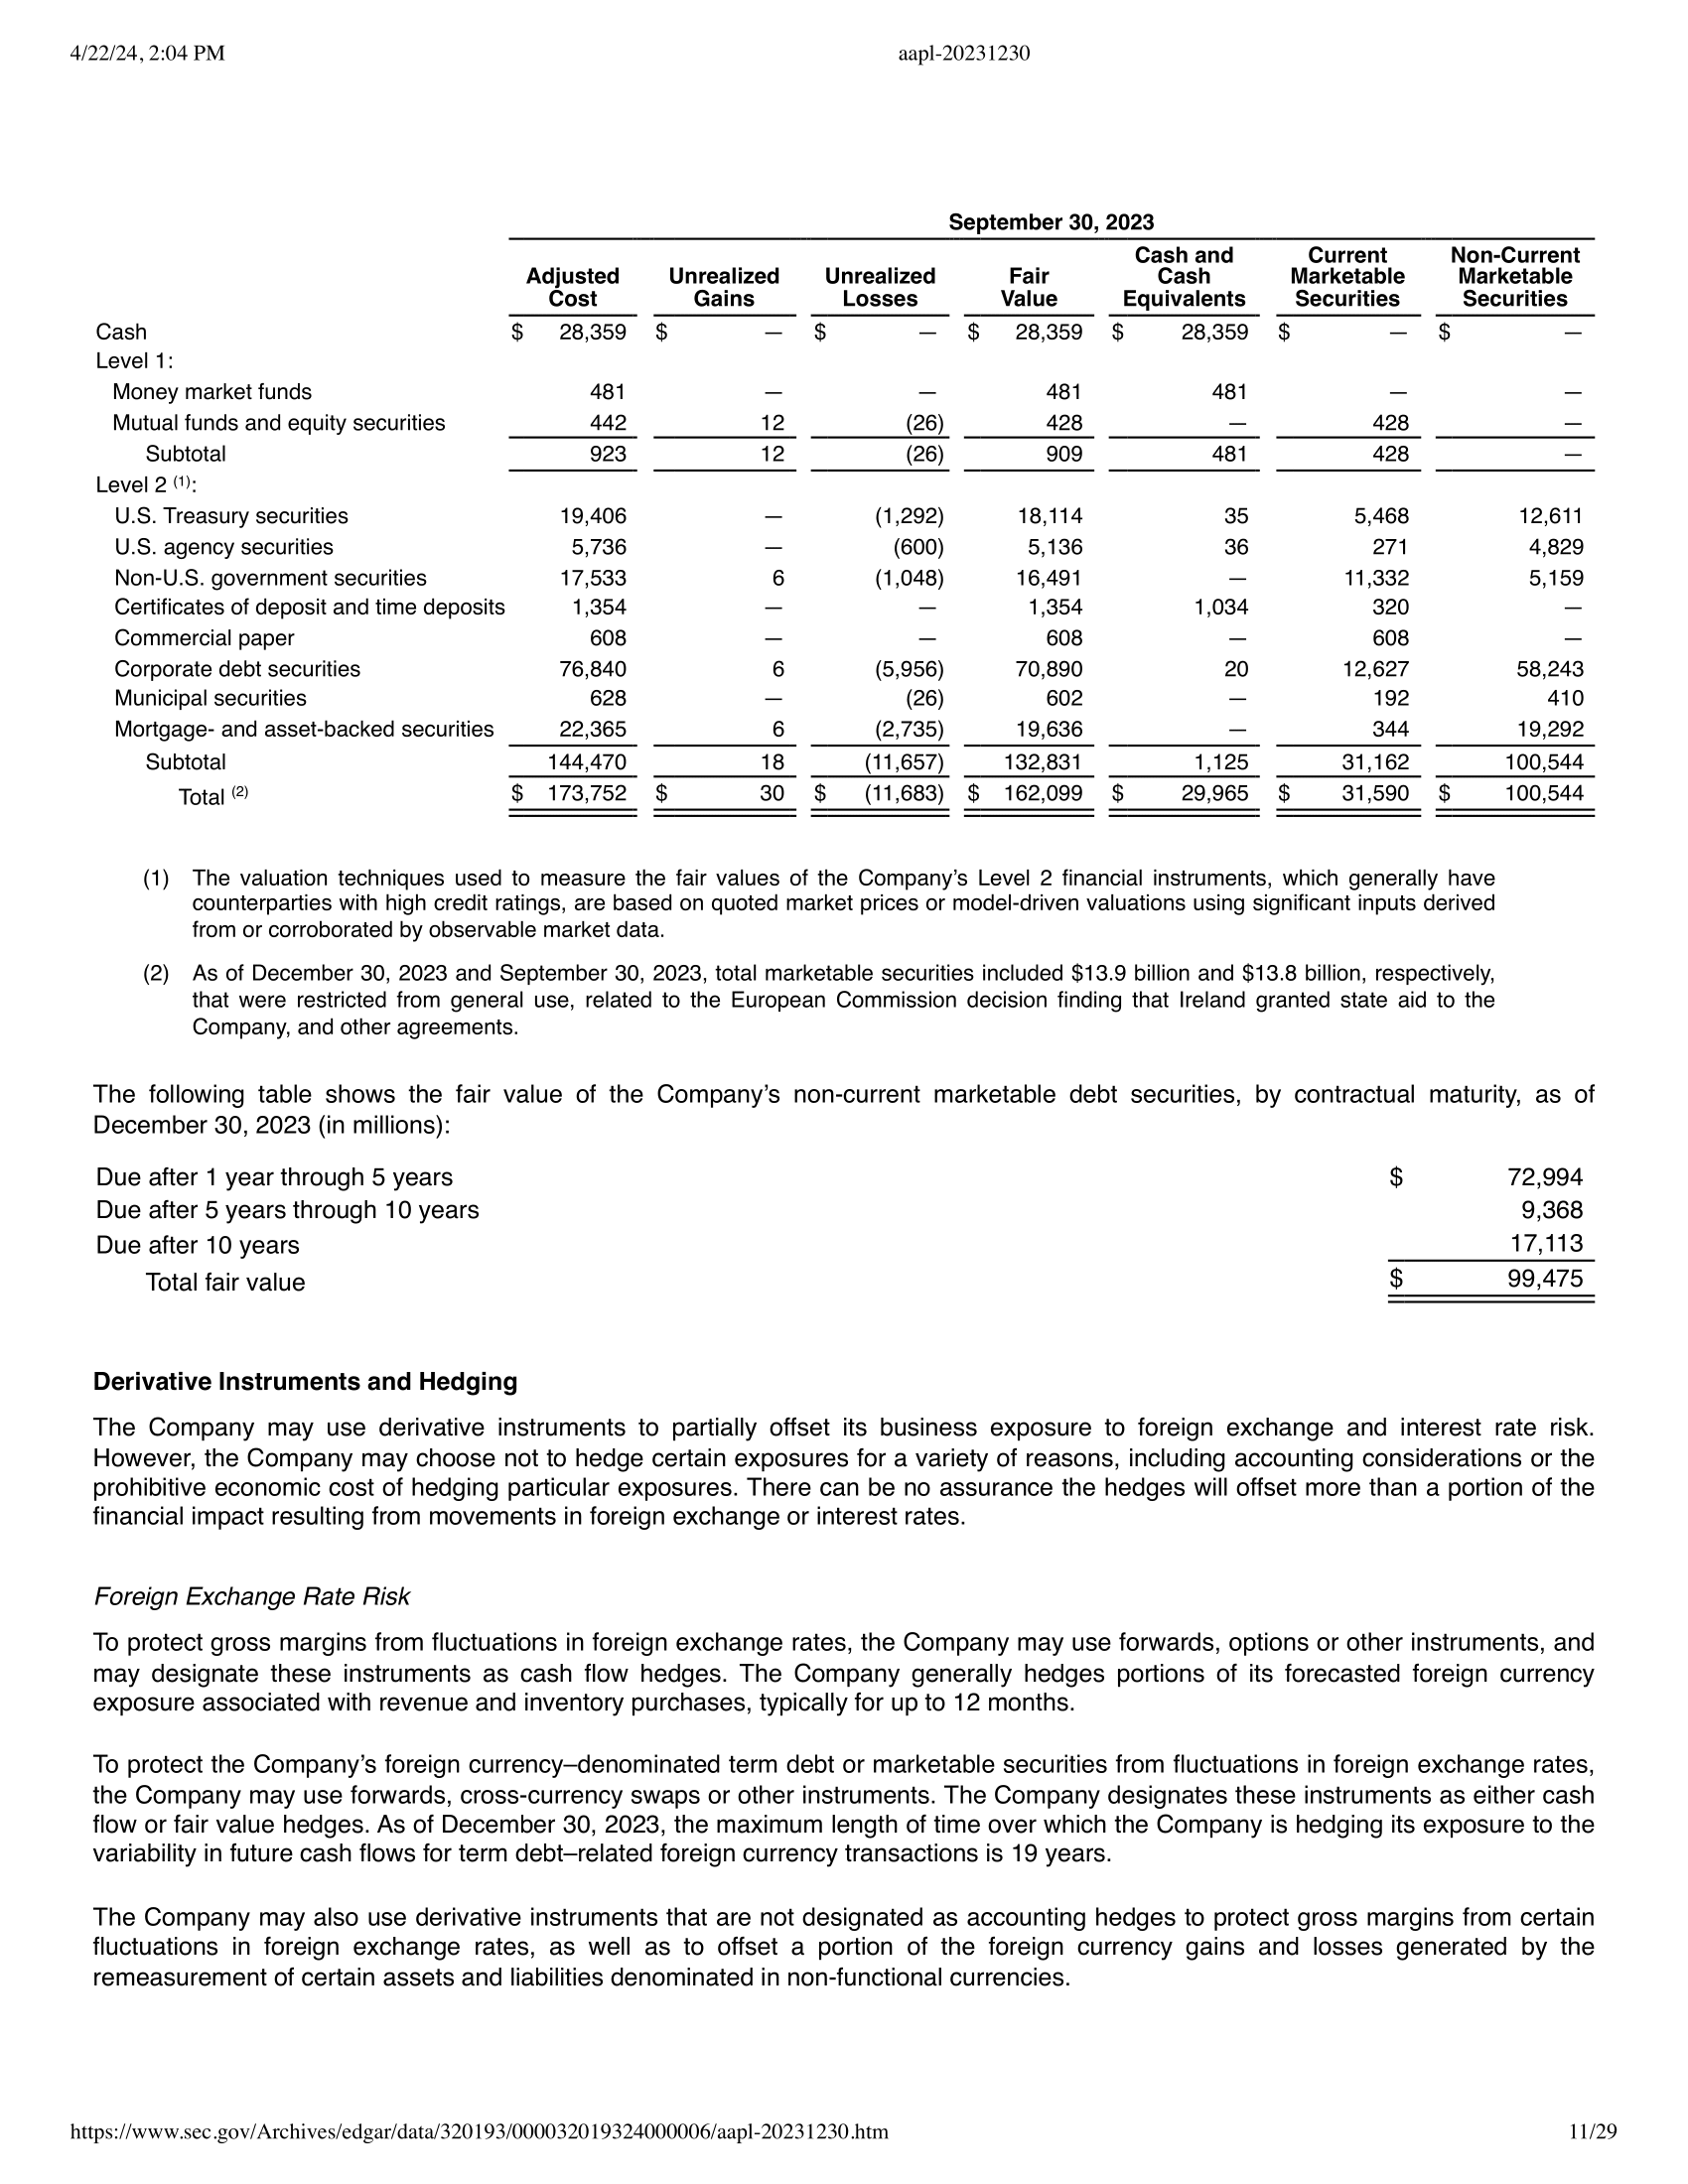 4/22/24, 2:04 PM aapl-20231230
September 30, 2023
Adjusted Cost Unrealized Gains Unrealized Losses Fair Value Cash and Cash Equivalents Current Marketable Securities Non-Current Marketable Securities
Cash $ 28,359 $ — $ — $ 28,359 $ 28,359 $ — $ —
Level 1:
Money market funds 481 — — 481 481 — —
Mutual funds and equity securities 442 12 (26) 428 — 428 —
Subtotal 923 12 (26) 909 481 428 —
Level 2 (1):
U.S. Treasury securities 19,406 — (1,292) 18,114 35 5,468 12,611
U.S. agency securities 5,736 — (600) 5,136 36 271 4,829
Non-U.S. government securities 17,533 6 (1,048) 16,491 — 11,332 5,159
Certificates of deposit and time deposits 1,354 — — 1,354 1,034 320 —
Commercial paper 608 — — 608 — 608 —
Corporate debt securities 76,840 6 (5,956) 70,890 20 12,627 58,243
Municipal securities 628 — (26) 602 — 192 410
Mortgage- and asset-backed securities 22,365 6 (2,735) 19,636 — 344 19,292
Subtotal 144,470 18 (11,657) 132,831 1,125 31,162 100,544
Total (2) $ 173,752 $ 30 $ (11,683) $ 162,099 $ 29,965 $ 31,590 $ 100,544
(1) The valuation techniques used to measure the fair values of the Company’s Level 2 financial instruments, which generally have
counterparties with high credit ratings, are based on quoted market prices or model-driven valuations using significant inputs derived
from or corroborated by observable market data.
(2) As of December 30, 2023 and September 30, 2023, total marketable securities included $13.9 billion and $13.8 billion, respectively,
that were restricted from general use, related to the European Commission decision finding that Ireland granted state aid to the
Company, and other agreements.
The following table shows the fair value of the Company’s non-current marketable debt securities, by contractual maturity, as of
December 30, 2023 (in millions):
Due after 1 year through 5 years $ 72,994
Due after 5 years through 10 years 9,368
Due after 10 years 17,113
Total fair value $ 99,475
Derivative Instruments and Hedging
The Company may use derivative instruments to partially offset its business exposure to foreign exchange and interest rate risk.
However, the Company may choose not to hedge certain exposures for a variety of reasons, including accounting considerations or the
prohibitive economic cost of hedging particular exposures. There can be no assurance the hedges will offset more than a portion of the
financial impact resulting from movements in foreign exchange or interest rates.
Foreign Exchange Rate Risk
To protect gross margins from fluctuations in foreign exchange rates, the Company may use forwards, options or other instruments, and
may designate these instruments as cash flow hedges. The Company generally hedges portions of its forecasted foreign currency
exposure associated with revenue and inventory purchases, typically for up to 12 months.
To protect the Company’s foreign currency–denominated term debt or marketable securities from fluctuations in foreign exchange rates,
the Company may use forwards, cross-currency swaps or other instruments. The Company designates these instruments as either cash
flow or fair value hedges. As of December 30, 2023, the maximum length of time over which the Company is hedging its exposure to the
variability in future cash flows for term debt–related foreign currency transactions is 19 years.
The Company may also use derivative instruments that are not designated as accounting hedges to protect gross margins from certain
fluctuations in foreign exchange rates, as well as to offset a portion of the foreign currency gains and losses generated by the
remeasurement of certain assets and liabilities denominated in non-functional currencies.
https://www.sec.gov/Archives/edgar/data/320193/000032019324000006/aapl-20231230.htm 11/29